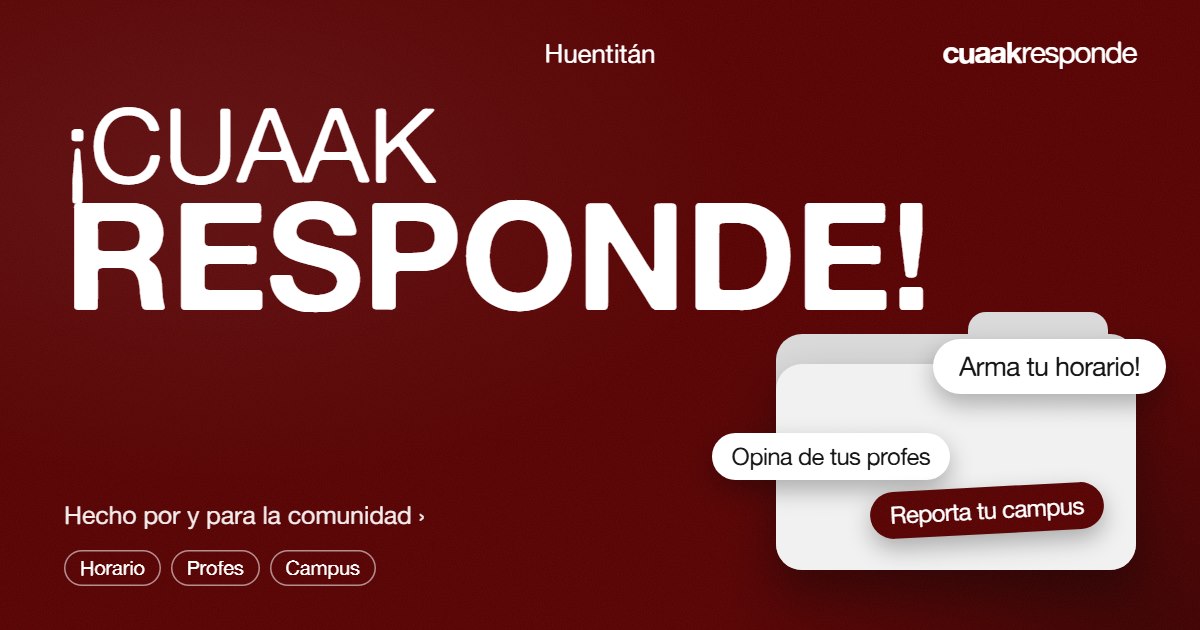 Huentitán
cuaakresponde
¡CUAAK
RESPONDE!
Arma tu horario!
Opina de tus profes
Reporta tu campus
Hecho por y para la comunidad ›
Horario
Profes
Campus